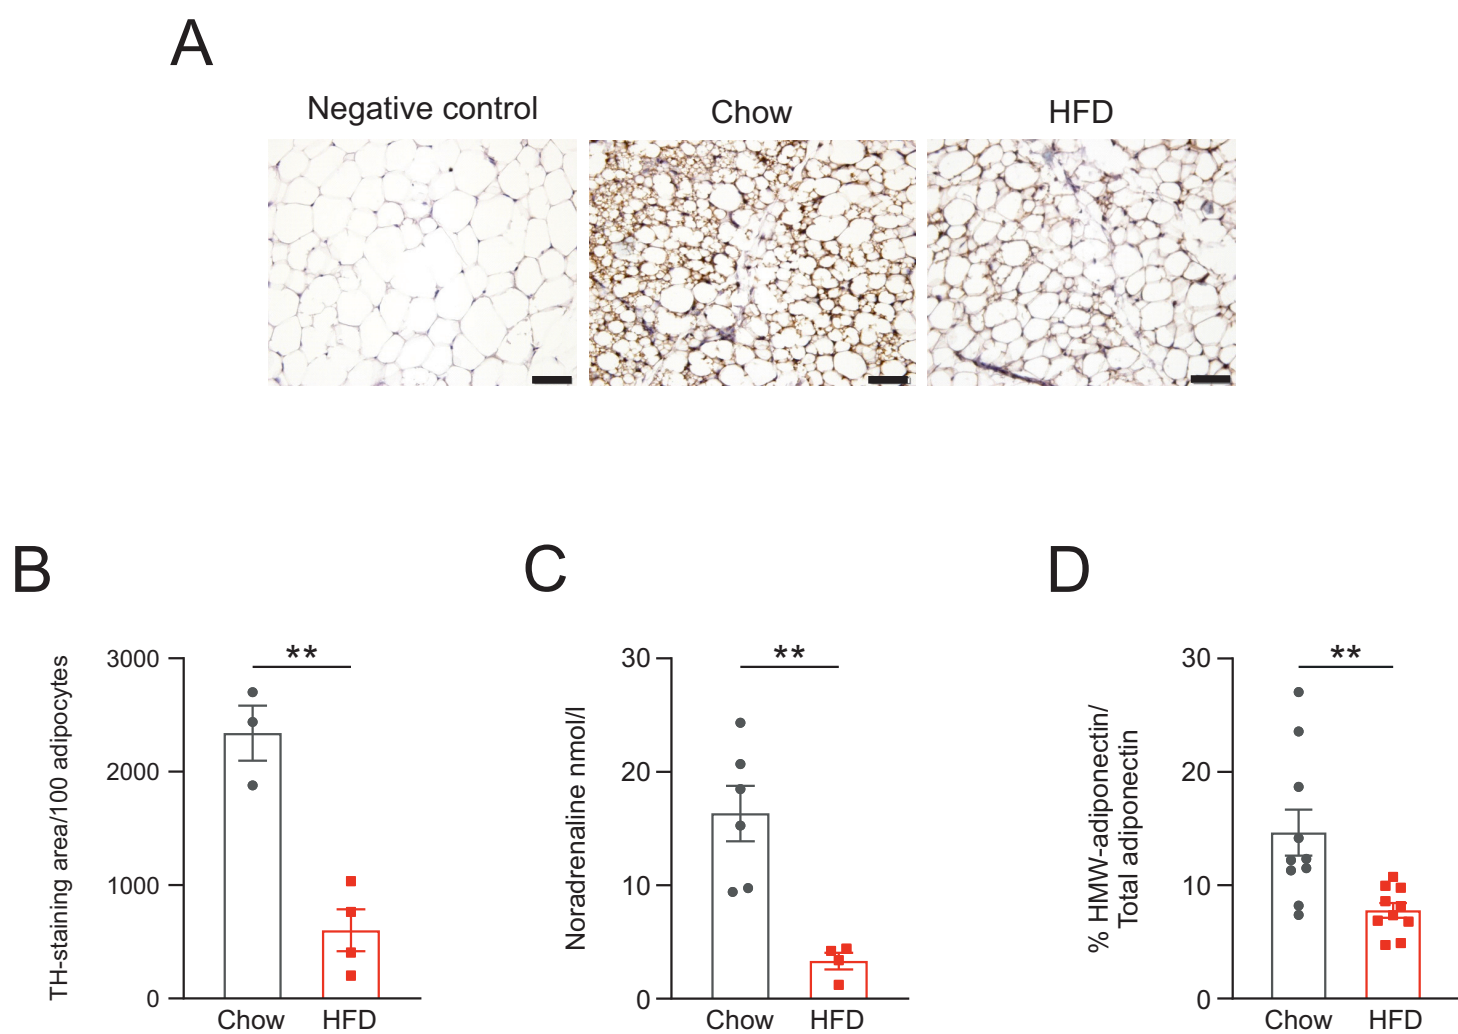 A
Negative control
Chow
HFD
B
C
D
TH-staining area/100 adipocytes
3000
2000
1000
0
**
Chow
HFD
Noradrenaline nmol/l
30
20
10
0
**
Chow
HFD
% HMW-adiponectin/
Total adiponectin
30
20
10
0
**
Chow
HFD